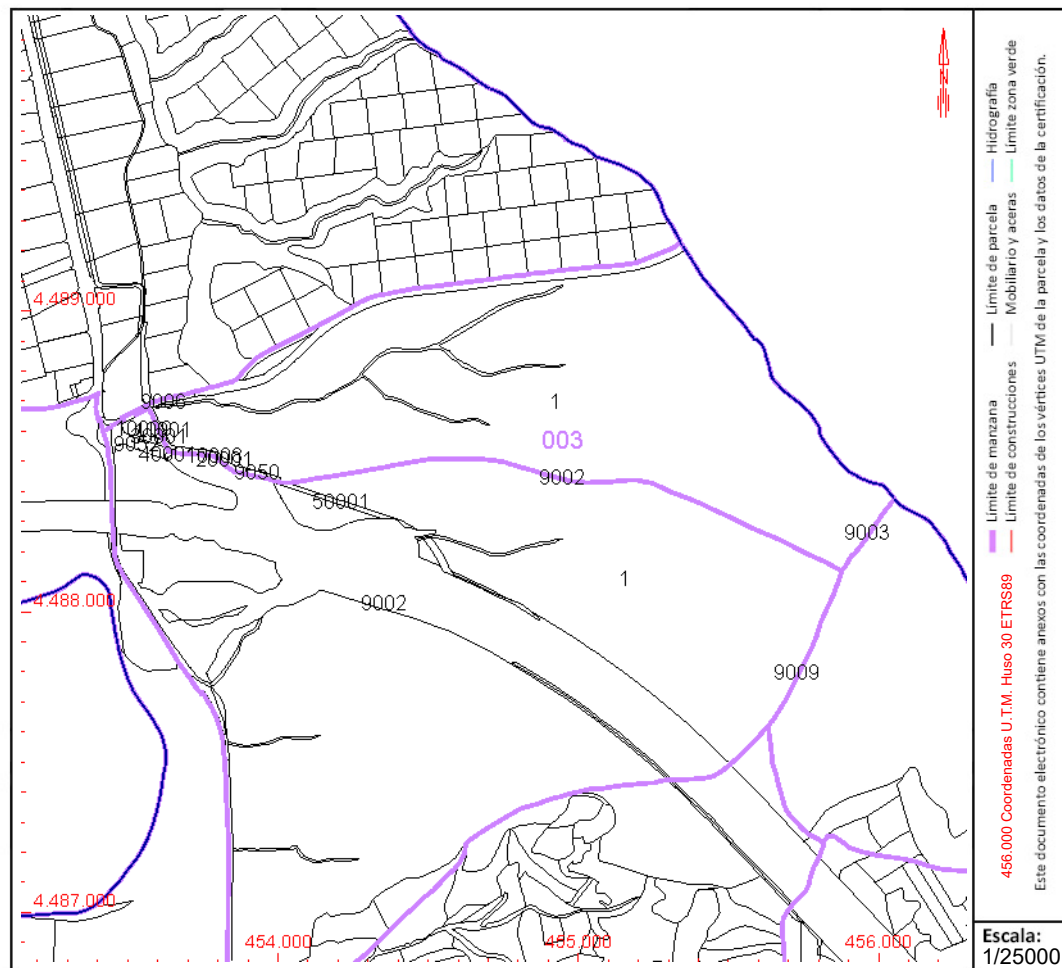 4.489.000
9006
1
003
9050
9002
50001
9003
1
4.488.000
9002
9009
4.487.000
454.000
455.000
456.000
N
Límite de manzana
Límite de parcela
Hidrografía
Límite de construcciones
Mobiliario y aceras
Límite zona verde
456.000 Coordenadas U.T.M. Huso 30 ETRS89
Este documento electrónico contiene anexos con las coordenadas de los vértices UTM de la parcela y los datos de la certificación.
Escala:
1/25000